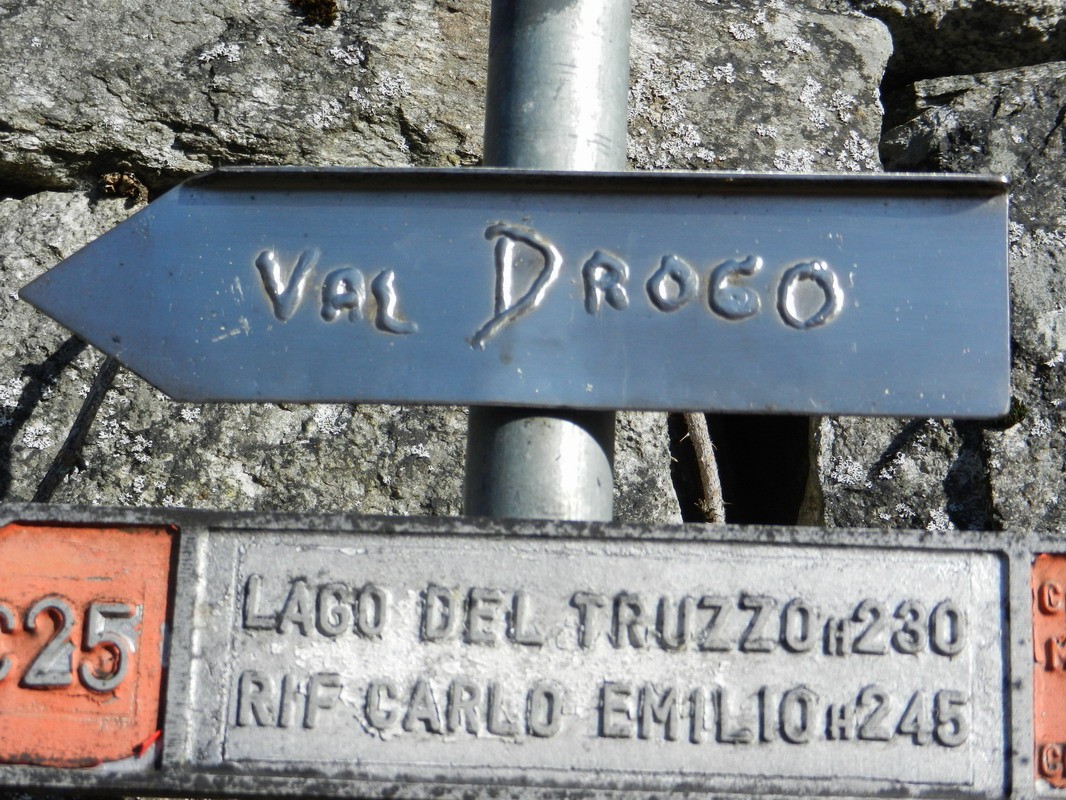 VAL DROGO
C25
LAGO DEL TRUZZO H230
RIF CARLO EMILIO H245